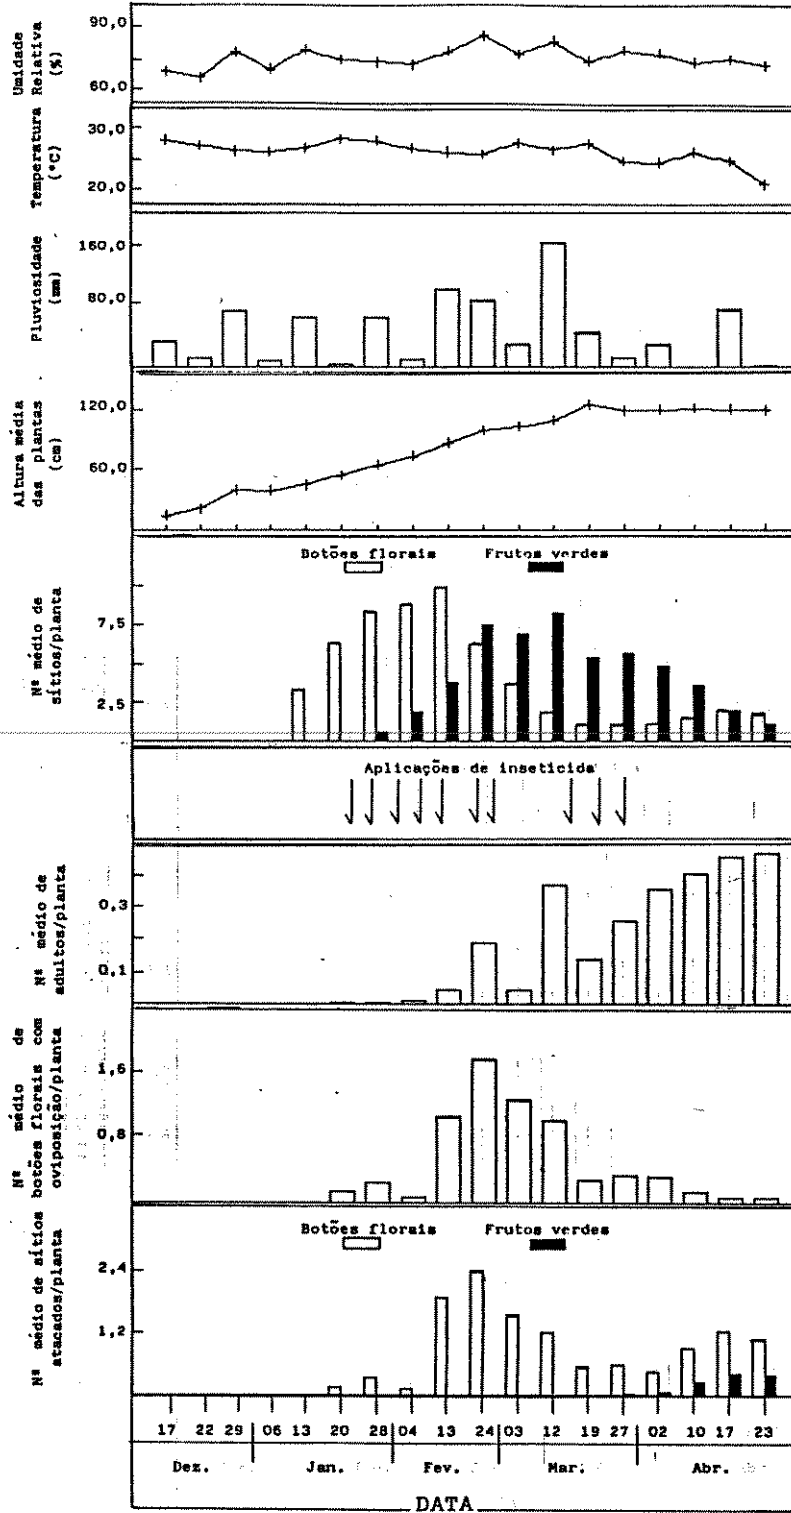 Umidade
Relativa
(%)
90,0
60,0
Temperatura
(°C)
30,0
20,0
Pluviosidade
(mm)
160,0
80,0
Altura média
das plantas
(cm)
120,0
60,0
Nº médio de
sítios/planta
Botões florais Frutos verdes
7,5
2,5
Aplicações de inseticida
Nº médio de
adultos/planta
0,3
0,1
Nº médio de
botões florais com
oviposição/planta
1,6
0,8
Nº médio de sítios
atacados/planta
Botões florais Frutos verdes
2,4
1,2
17 22 29 06 13 20 28 04 13 24 03 12 19 27 02 10 17 23
Dez. Jan. Fev. Mar. Abr.
DATA